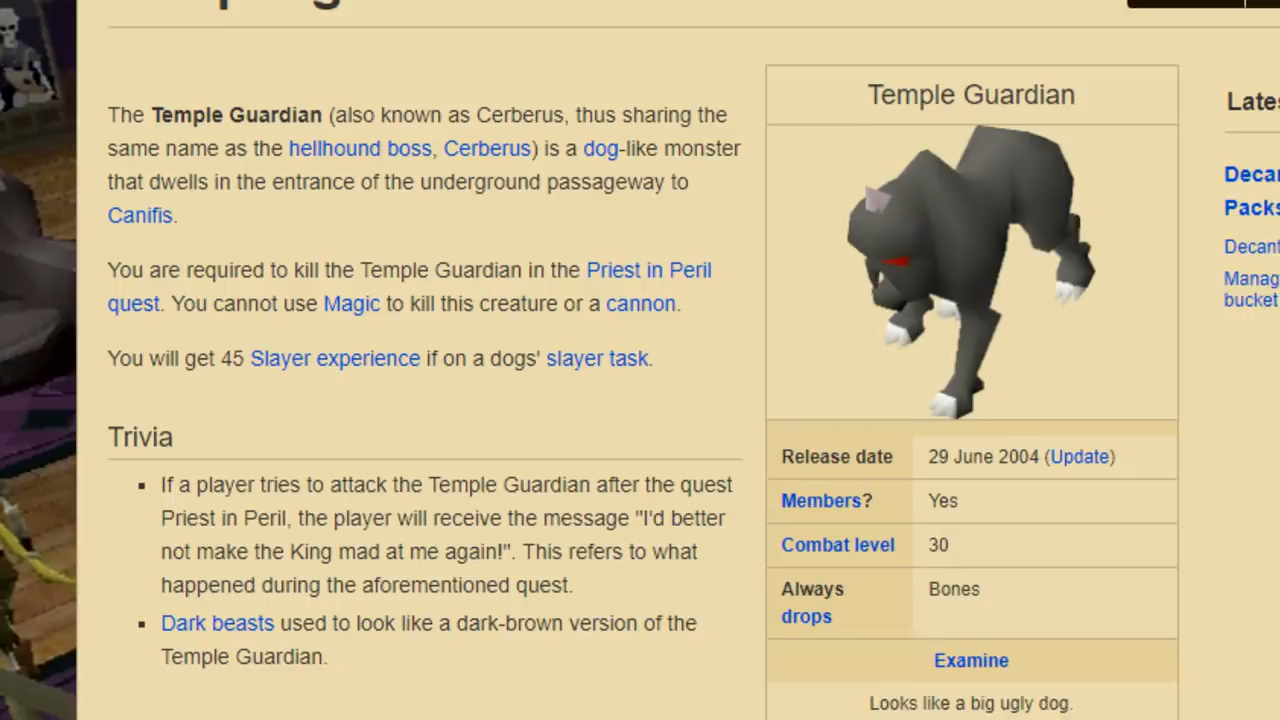 The Temple Guardian (also known as Cerberus, thus sharing the
same name as the hellhound boss, Cerberus) is a dog-like monster
that dwells in the entrance of the underground passageway to
Canifis.
You are required to kill the Temple Guardian in the Priest in Peril
quest. You cannot use Magic to kill this creature or a cannon.
You will get 45 Slayer experience if on a dogs' slayer task.
Trivia
▪ If a player tries to attack the Temple Guardian after the quest
Priest in Peril, the player will receive the message "I'd better
not make the King mad at me again!". This refers to what
happened during the aforementioned quest.
▪ Dark beasts used to look like a dark-brown version of the
Temple Guardian.
Temple Guardian
Release date 29 June 2004 (Update)
Members? Yes
Combat level 30
Always Bones
drops
Examine
Looks like a big ugly dog.
Lates
Decan
Packs
Decant
Manag
bucket